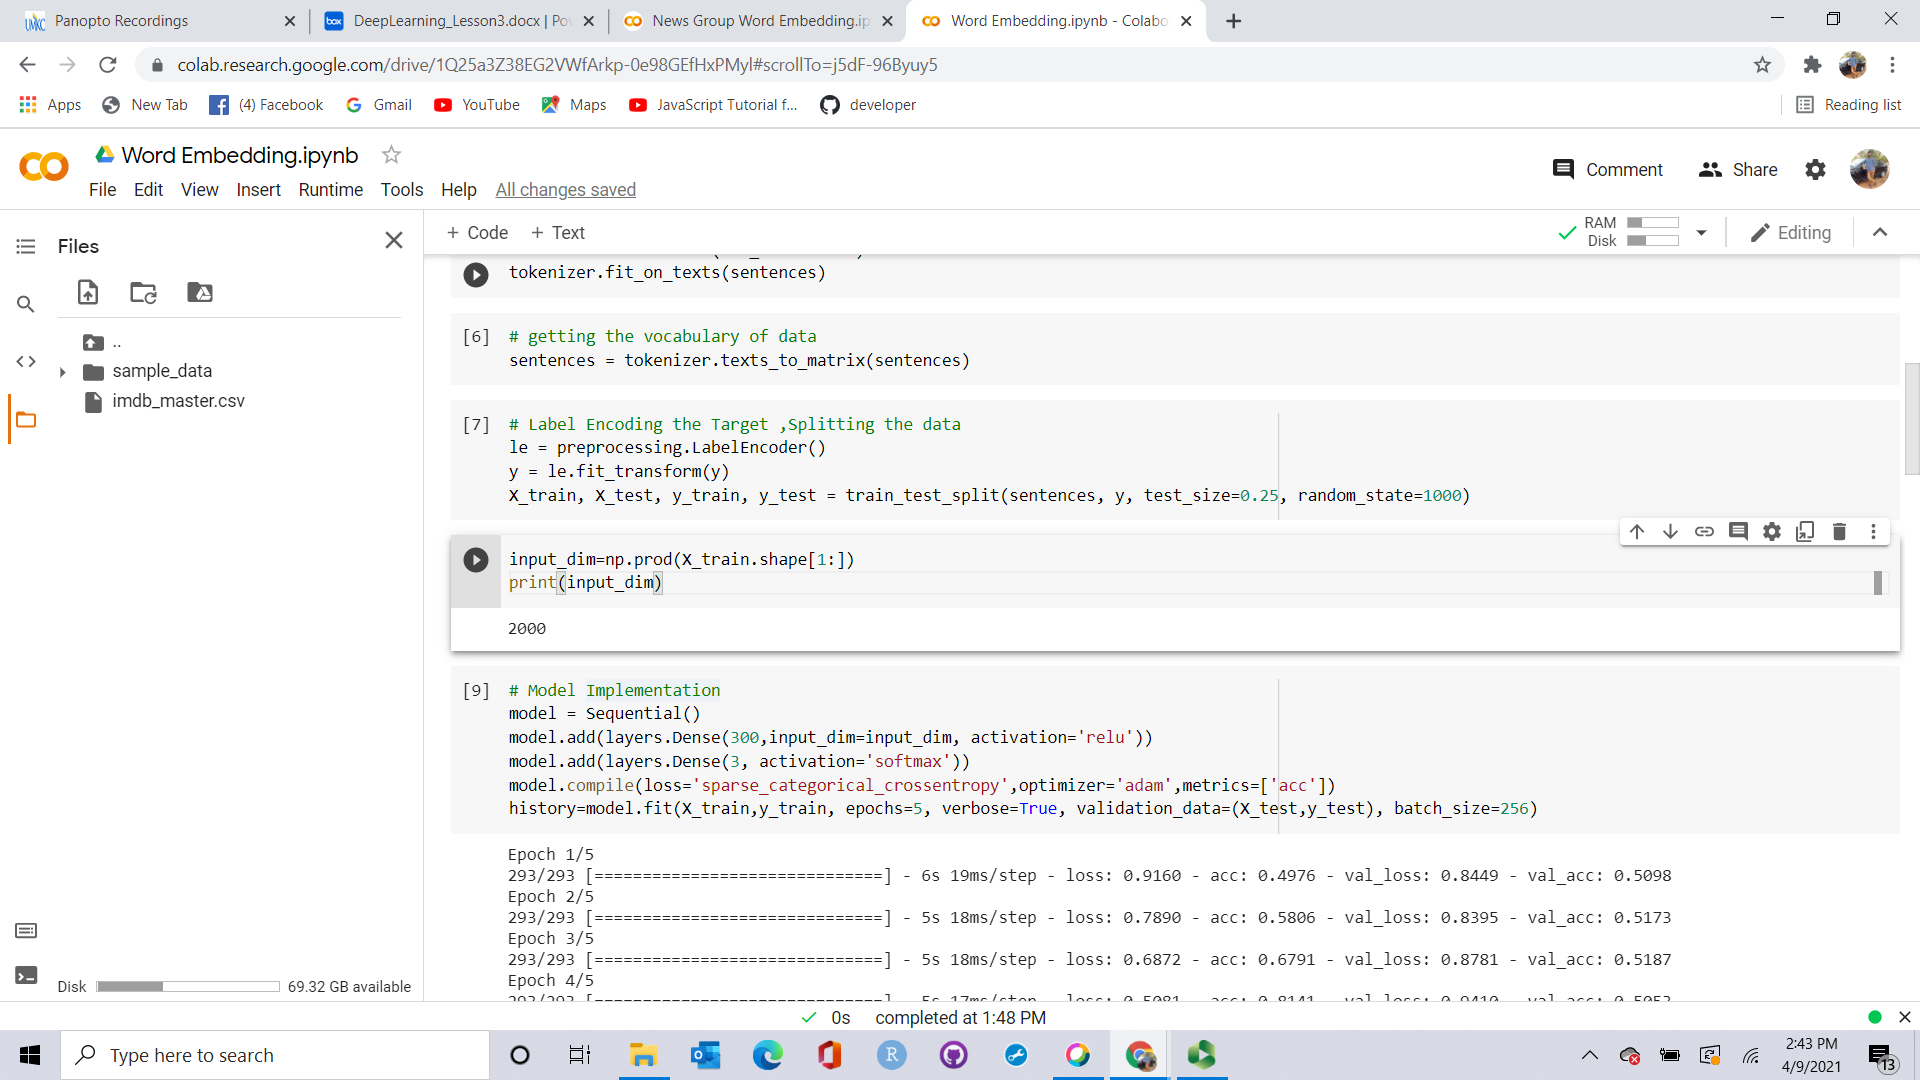 Panopto Recordings
DeepLearning_Lesson3.docx | Po
News Group Word Embedding.ip
Word Embedding.ipynb - Colabo
colab.research.google.com/drive/1Q25a3Z38EG2VWfArkp-0e98GEfHxPMyl#scrollTo=j5dF-96Byuy5
Apps
New Tab
(4) Facebook
Gmail
YouTube
Maps
JavaScript Tutorial f...
developer
Reading list
Word Embedding.ipynb
File Edit View Insert Runtime Tools Help All changes saved
Comment
Share
Files
+ Code + Text
RAM
Disk
Editing
..
sample_data
imdb_master.csv
tokenizer.fit_on_texts(sentences)
[6] # getting the vocabulary of data
sentences = tokenizer.texts_to_matrix(sentences)
[7] # Label Encoding the Target ,Splitting the data
le = preprocessing.LabelEncoder()
y = le.fit_transform(y)
X_train, X_test, y_train, y_test = train_test_split(sentences, y, test_size=0.25, random_state=1000)
input_dim=np.prod(X_train.shape[1:])
print(input_dim)
2000
[9] # Model Implementation
model = Sequential()
model.add(layers.Dense(300,input_dim=input_dim, activation='relu'))
model.add(layers.Dense(3, activation='softmax'))
model.compile(loss='sparse_categorical_crossentropy',optimizer='adam',metrics=['acc'])
history=model.fit(X_train,y_train, epochs=5, verbose=True, validation_data=(X_test,y_test), batch_size=256)
Epoch 1/5
293/293 [==============================] - 6s 19ms/step - loss: 0.9160 - acc: 0.4976 - val_loss: 0.8449 - val_acc: 0.5098
Epoch 2/5
293/293 [==============================] - 5s 18ms/step - loss: 0.7890 - acc: 0.5806 - val_loss: 0.8395 - val_acc: 0.5173
Epoch 3/5
293/293 [==============================] - 5s 18ms/step - loss: 0.6872 - acc: 0.6791 - val_loss: 0.8781 - val_acc: 0.5187
Epoch 4/5
Disk
69.32 GB available
0s completed at 1:48 PM
Type here to search
2:43 PM
4/9/2021
13